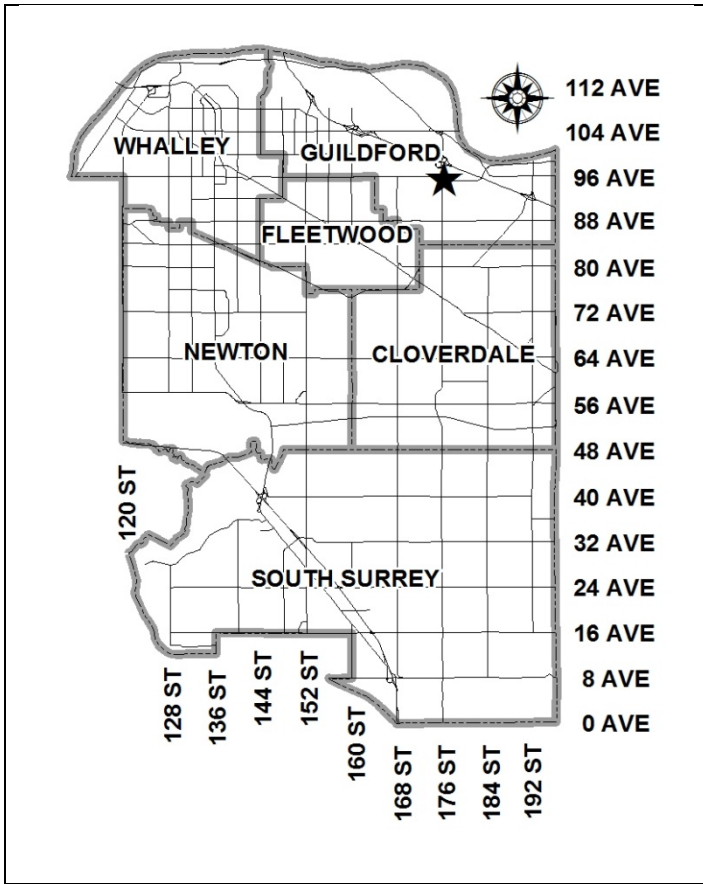 112 AVE
104 AVE
WHALLEY
GUILDFORD
96 AVE
88 AVE
FLEETWOOD
80 AVE
72 AVE
NEWTON
CLOVERDALE
64 AVE
56 AVE
48 AVE
120 ST
40 AVE
32 AVE
SOUTH SURREY
24 AVE
16 AVE
128 ST
136 ST
144 ST
152 ST
160 ST
8 AVE
0 AVE
168 ST
176 ST
184 ST
192 ST